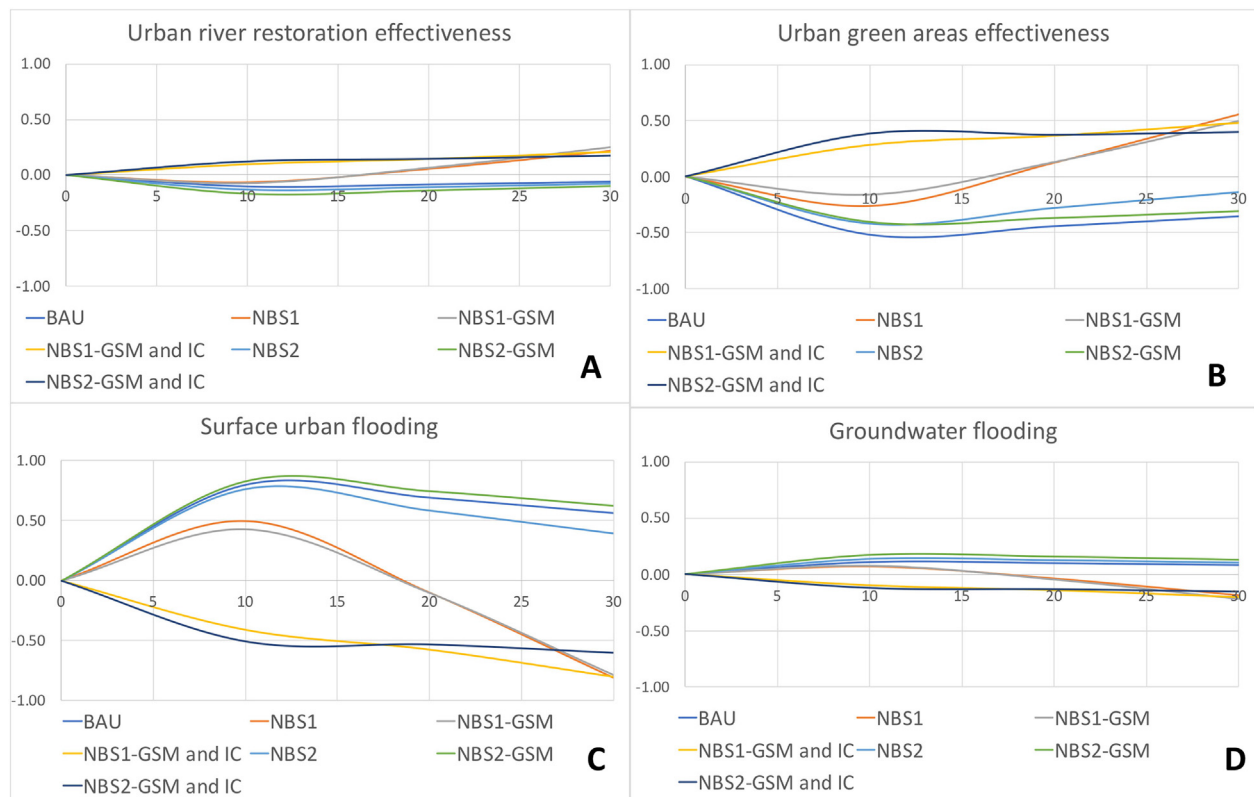 Urban river restoration effectiveness
1.00
0.50
0.00
0 5 10 15 20 25 30
-0.50
-1.00
BAU NBS1 NBS1-GSM
NBS1-GSM and IC NBS2 NBS2-GSM
NBS2-GSM and IC
A
Urban green areas effectiveness
1.00
0.50
0.00
0 5 10 15 20 25 30
-0.50
-1.00
BAU NBS1 NBS1-GSM
NBS1-GSM and IC NBS2 NBS2-GSM
NBS2-GSM and IC
B
Surface urban flooding
1.00
0.50
0.00
0 5 10 15 20 25 30
-0.50
-1.00
BAU NBS1 NBS1-GSM
NBS1-GSM and IC NBS2 NBS2-GSM
NBS2-GSM and IC
C
Groundwater flooding
1.00
0.50
0.00
0 5 10 15 20 25 30
-0.50
-1.00
BAU NBS1 NBS1-GSM
NBS1-GSM and IC NBS2 NBS2-GSM
NBS2-GSM and IC
D